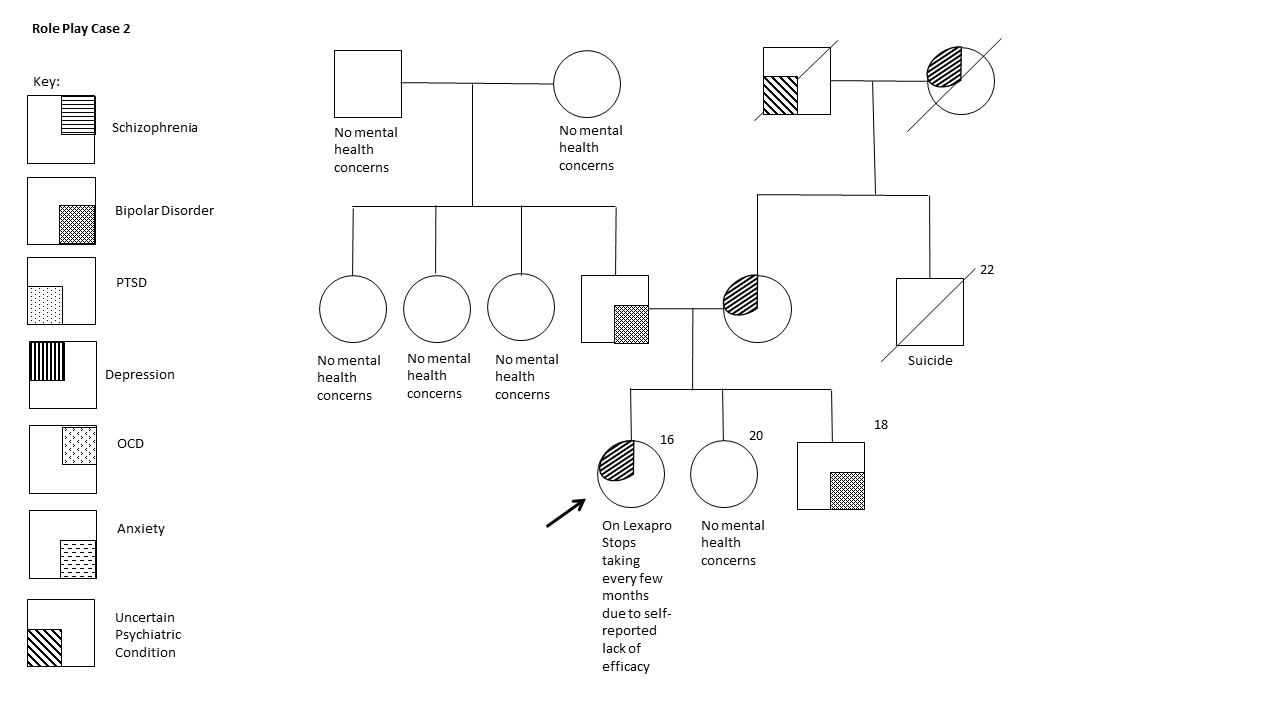 Role Play Case 2
Key:
Schizophrenia
Bipolar Disorder
PTSD
Depression
OCD
Anxiety
Uncertain
Psychiatric
Condition
No mental
health
concerns
No mental
health
concerns
No mental
health
concerns
No mental
health
concerns
No mental
health
concerns
22
Suicide
16
20
18
On Lexapro
Stops
taking
every few
months
due to self-
reported
lack of
efficacy
No mental
health
concerns